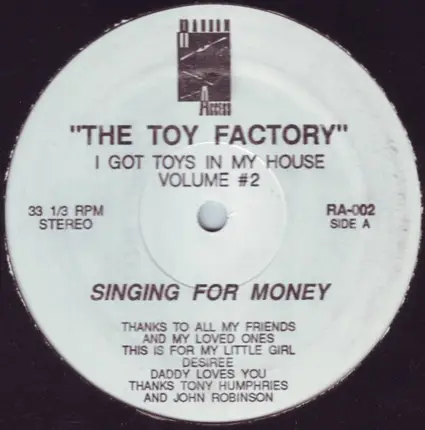 RANDOM
ACCESS
"THE TOY FACTORY"
I GOT TOYS IN MY HOUSE
VOLUME #2
33 1/3 RPM
STEREO
RA-002
SIDE A
SINGING FOR MONEY
THANKS TO ALL MY FRIENDS
AND MY LOVED ONES
THIS IS FOR MY LITTLE GIRL
DESIREE
DADDY LOVES YOU
THANKS TONY HUMPHRIES
AND JOHN ROBINSON